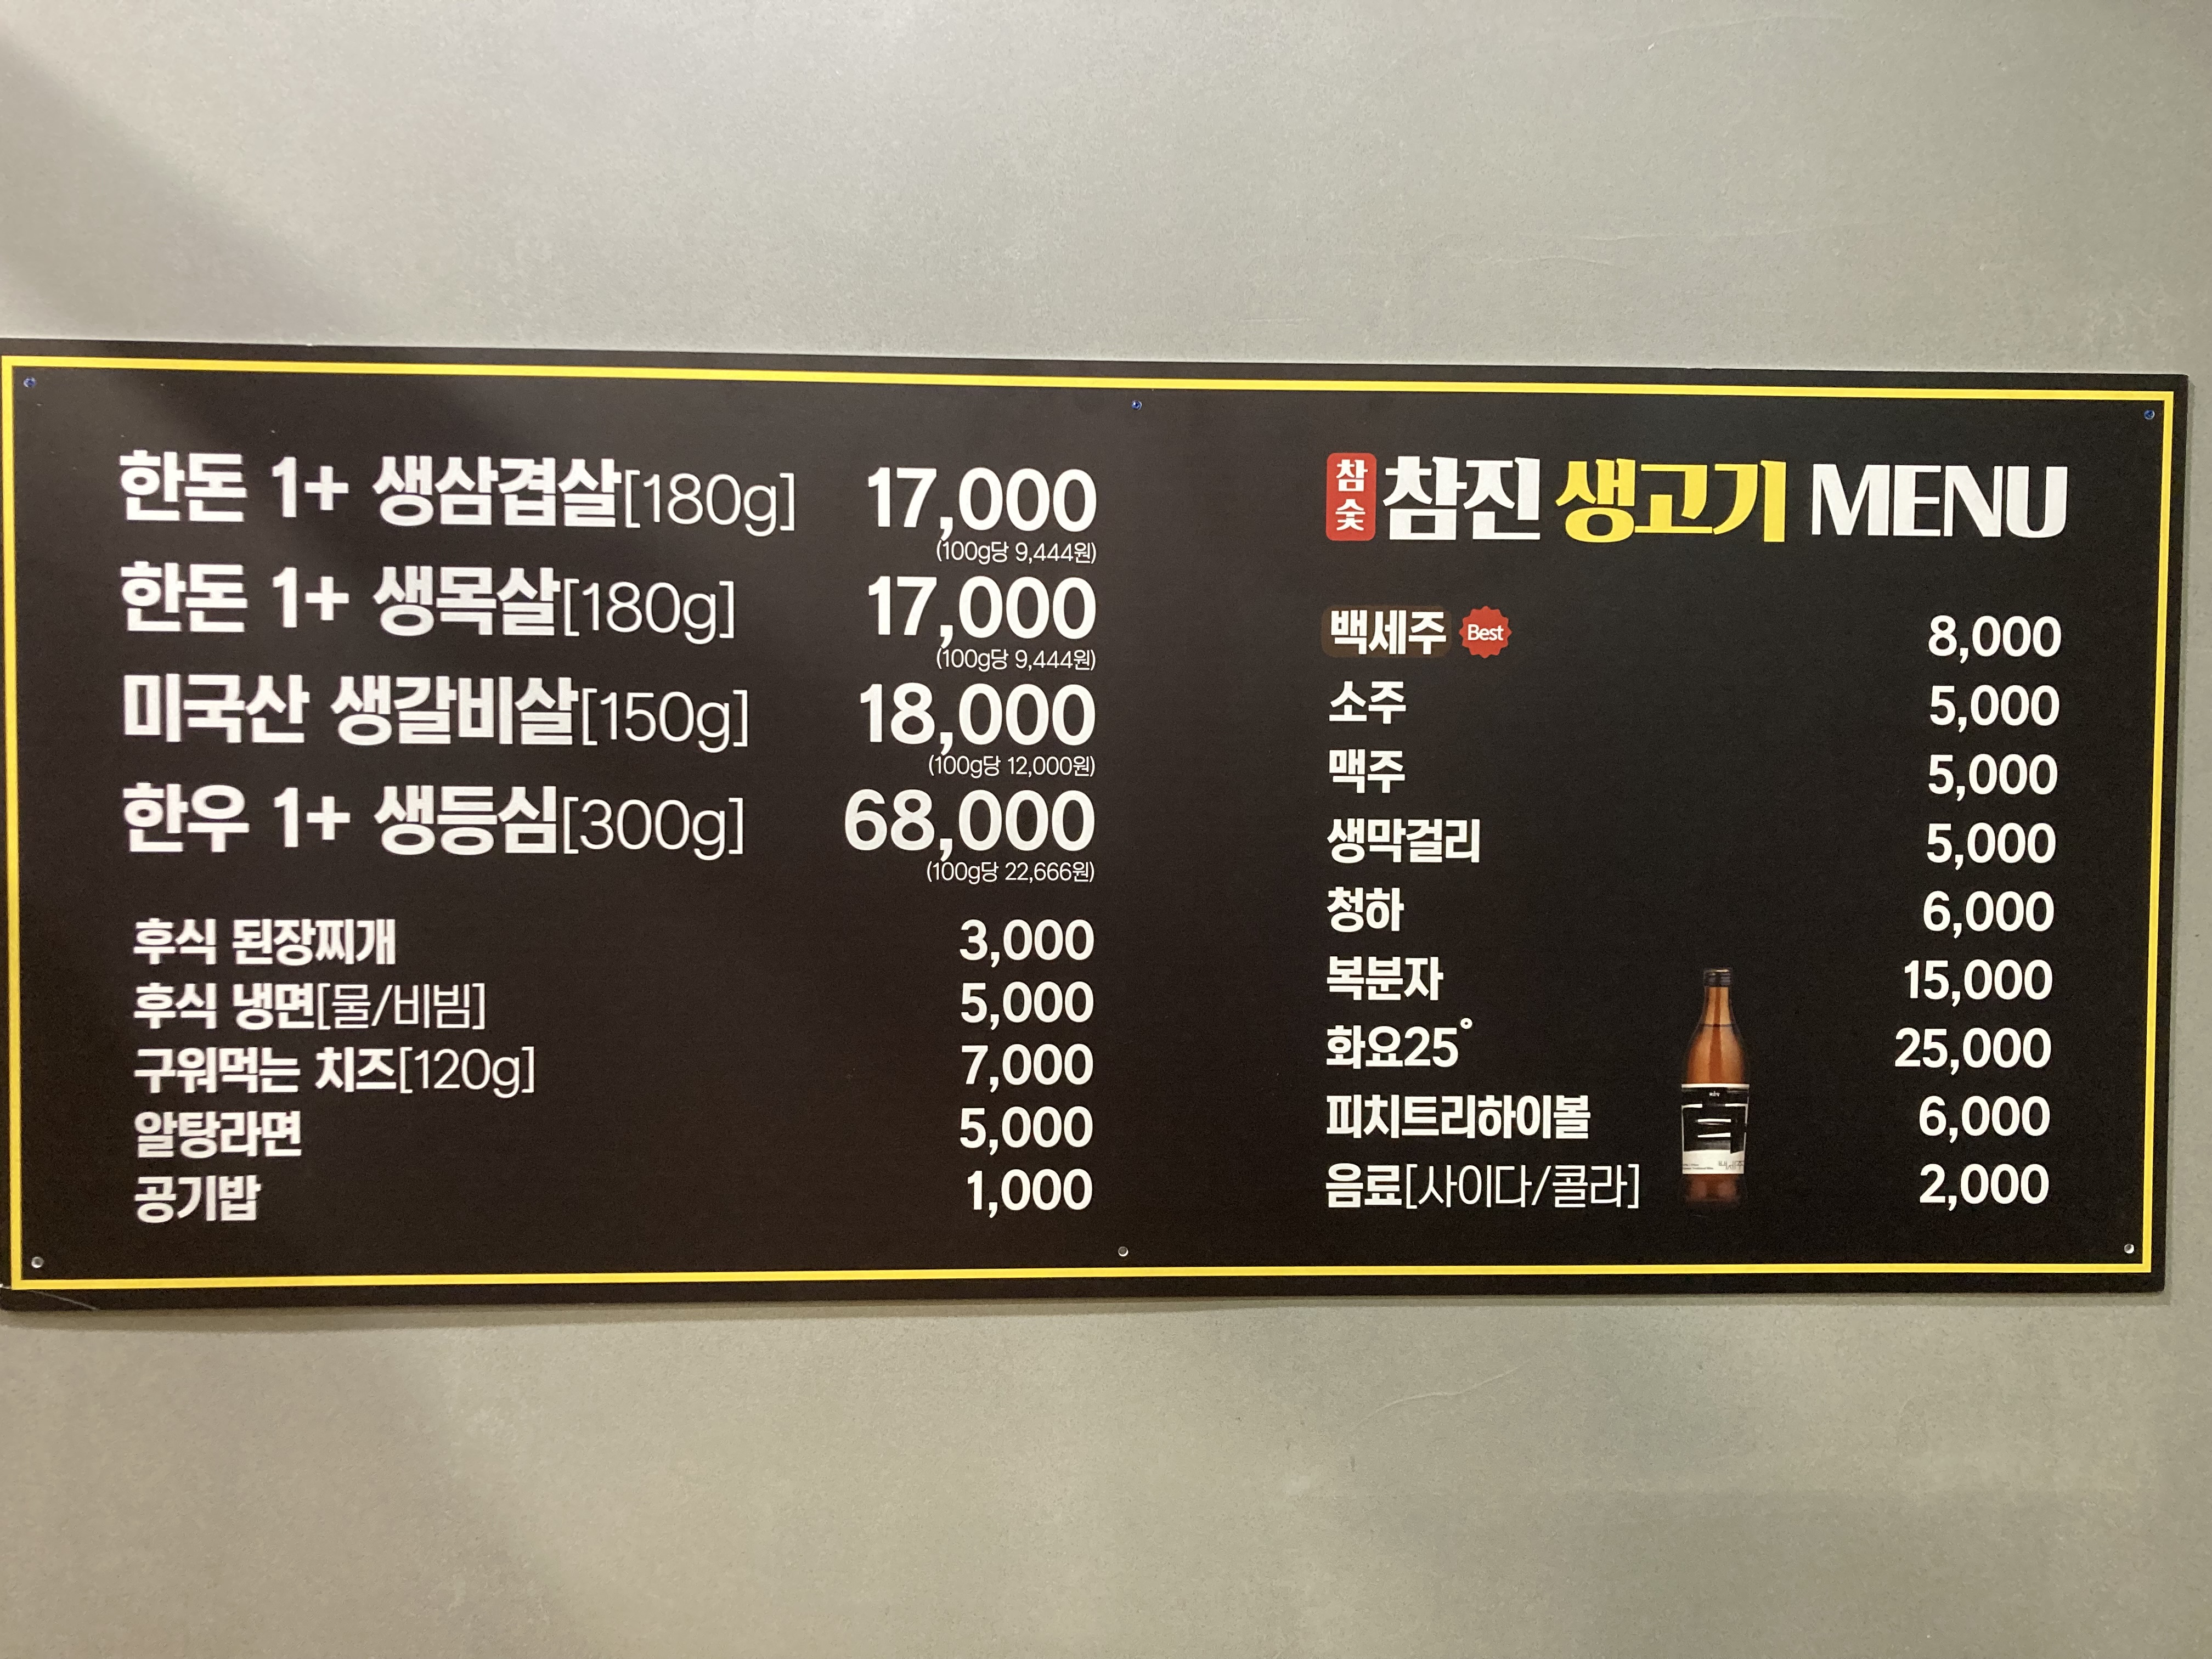 한돈 1+ 생삼겹살[180g] 17,000
(100g당 9,444원)
한돈 1+ 생목살[180g] 17,000
(100g당 9,444원)
미국산 생갈비살[150g] 18,000
(100g당 12,000원)
한우 1+ 생등심[300g] 68,000
(100g당 22,666원)
후식 된장찌개 3,000
후식 냉면[물/비빔] 5,000
구워먹는 치즈[120g] 7,000
알탕라면 5,000
공기밥 1,000
참숯 참진 생고기 MENU
백세주 Best 8,000
소주 5,000
맥주 5,000
생막걸리 5,000
청하 6,000
복분자 15,000
화요25° 25,000
피치트리하이볼 6,000
음료[사이다/콜라] 2,000